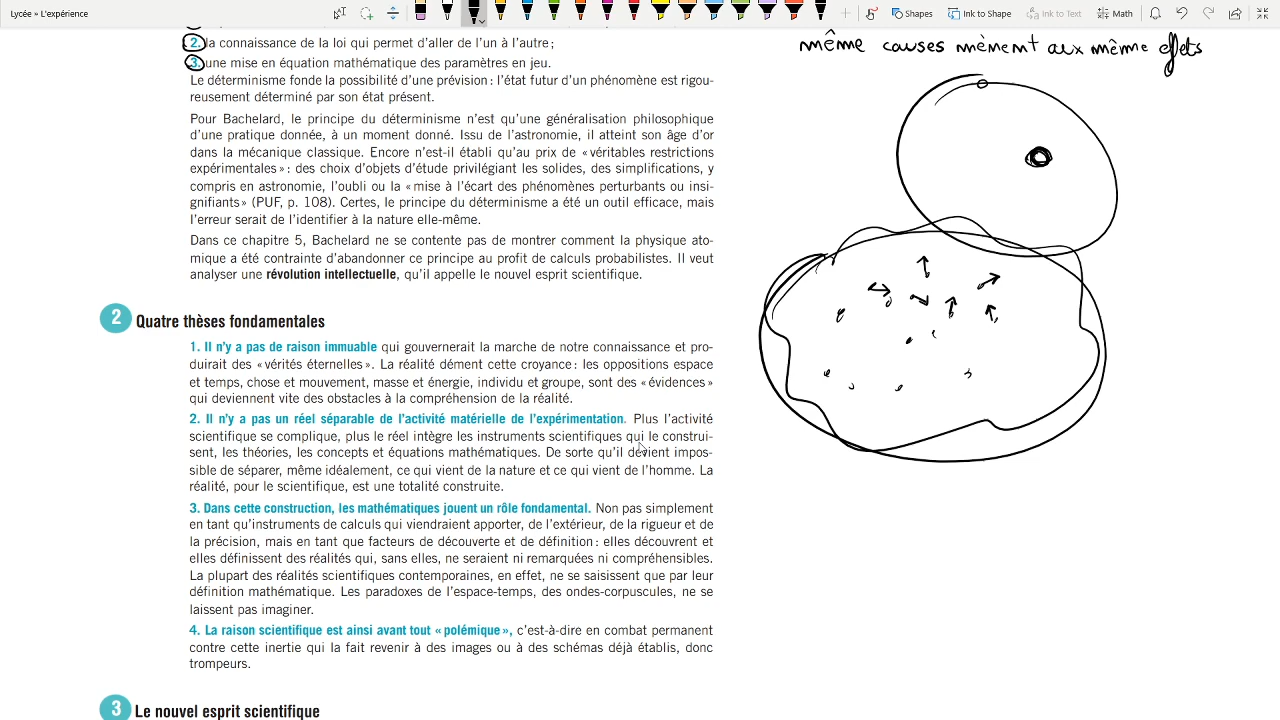 Lycée » L'expérience
Shapes
Ink to Shape
Ink to Text
Math
2. la connaissance de la loi qui permet d'aller de l'un à l'autre ;
3. une mise en équation mathématique des paramètres en jeu.
même causes mènent aux même effets
Le déterminisme fonde la possibilité d'une prévision : l'état futur d'un phénomène est rigou-
reusement déterminé par son état présent.
Pour Bachelard, le principe du déterminisme n'est qu'une généralisation philosophique
d'une pratique donnée, à un moment donné. Issu de l'astronomie, il atteint son âge d'or
dans la mécanique classique. Encore n'est-il établi qu'au prix de « véritables restrictions
expérimentales » : des choix d'objets d'étude privilégiant les solides, des simplifications, y
compris en astronomie, l'oubli ou la « mise à l'écart des phénomènes perturbants ou insi-
gnifiants » (PUF, p. 108). Certes, le principe du déterminisme a été un outil efficace, mais
l'erreur serait de l'identifier à la nature elle-même.
Dans ce chapitre 5, Bachelard ne se contente pas de montrer comment la physique ato-
mique a été contrainte d'abandonner ce principe au profit de calculs probabilistes. Il veut
analyser une révolution intellectuelle, qu'il appelle le nouvel esprit scientifique.
2 Quatre thèses fondamentales
1. Il n'y a pas de raison immuable qui gouvernerait la marche de notre connaissance et pro-
duirait des « vérités éternelles ». La réalité dément cette croyance : les oppositions espace
et temps, chose et mouvement, masse et énergie, individu et groupe, sont des « évidences »
qui deviennent vite des obstacles à la compréhension de la réalité.
2. Il n'y a pas un réel séparable de l'activité matérielle de l'expérimentation. Plus l'activité
scientifique se complique, plus le réel intègre les instruments scientifiques qui le construi-
sent, les théories, les concepts et équations mathématiques. De sorte qu'il devient impos-
sible de séparer, même idéalement, ce qui vient de la nature et ce qui vient de l'homme. La
réalité, pour le scientifique, est une totalité construite.
3. Dans cette construction, les mathématiques jouent un rôle fondamental. Non pas simplement
en tant qu'instruments de calculs qui viendraient apporter, de l'extérieur, de la rigueur et de
la précision, mais en tant que facteurs de découverte et de définition : elles découvrent et
elles définissent des réalités qui, sans elles, ne seraient ni remarquées ni compréhensibles.
La plupart des réalités scientifiques contemporaines, en effet, ne se saisissent que par leur
définition mathématique. Les paradoxes de l'espace-temps, des ondes-corpuscules, ne se
laissent pas imaginer.
4. La raison scientifique est ainsi avant tout « polémique », c'est-à-dire en combat permanent
contre cette inertie qui la fait revenir à des images ou à des schémas déjà établis, donc
trompeurs.
3 Le nouvel esprit scientifique